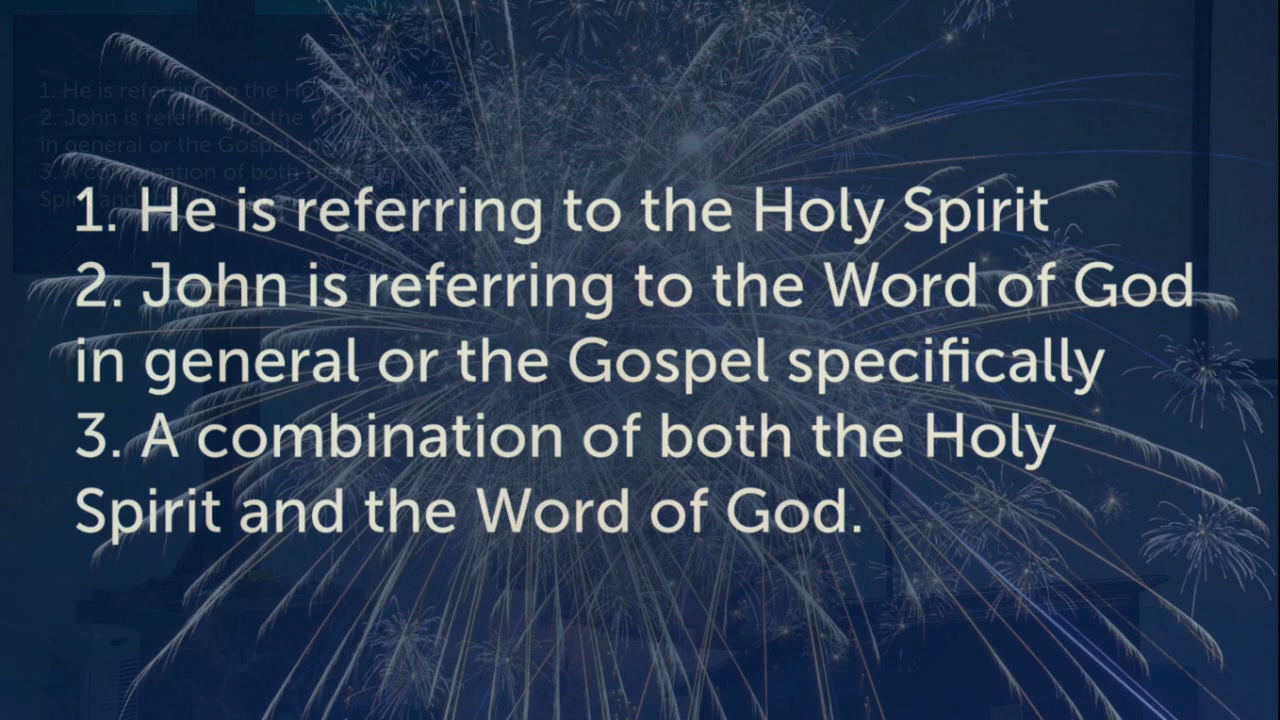 1. He is referring to the Holy Spirit
2. John is referring to the Word of God
in general or the Gospel specifically
3. A combination of both the Holy
Spirit and the Word of God.